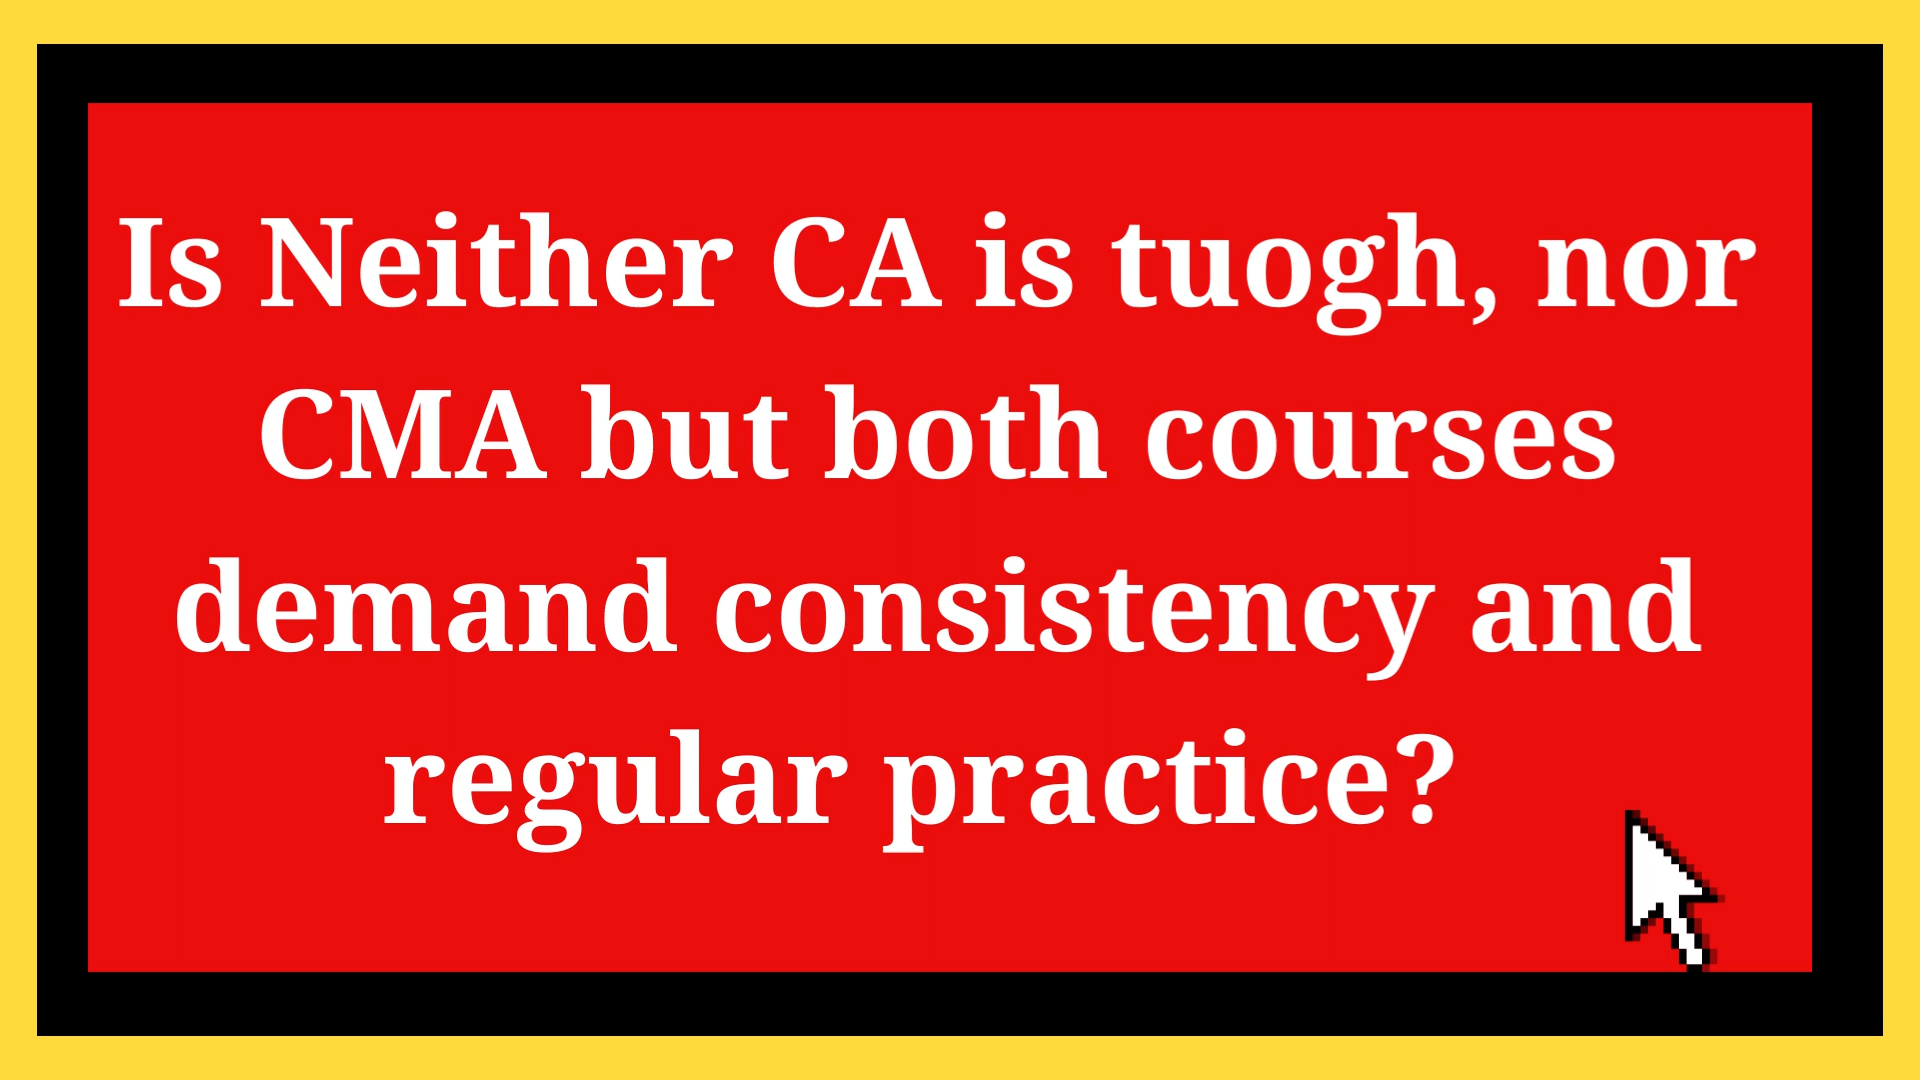 Is Neither CA is tuogh, nor
CMA but both courses
demand consistency and
regular practice?